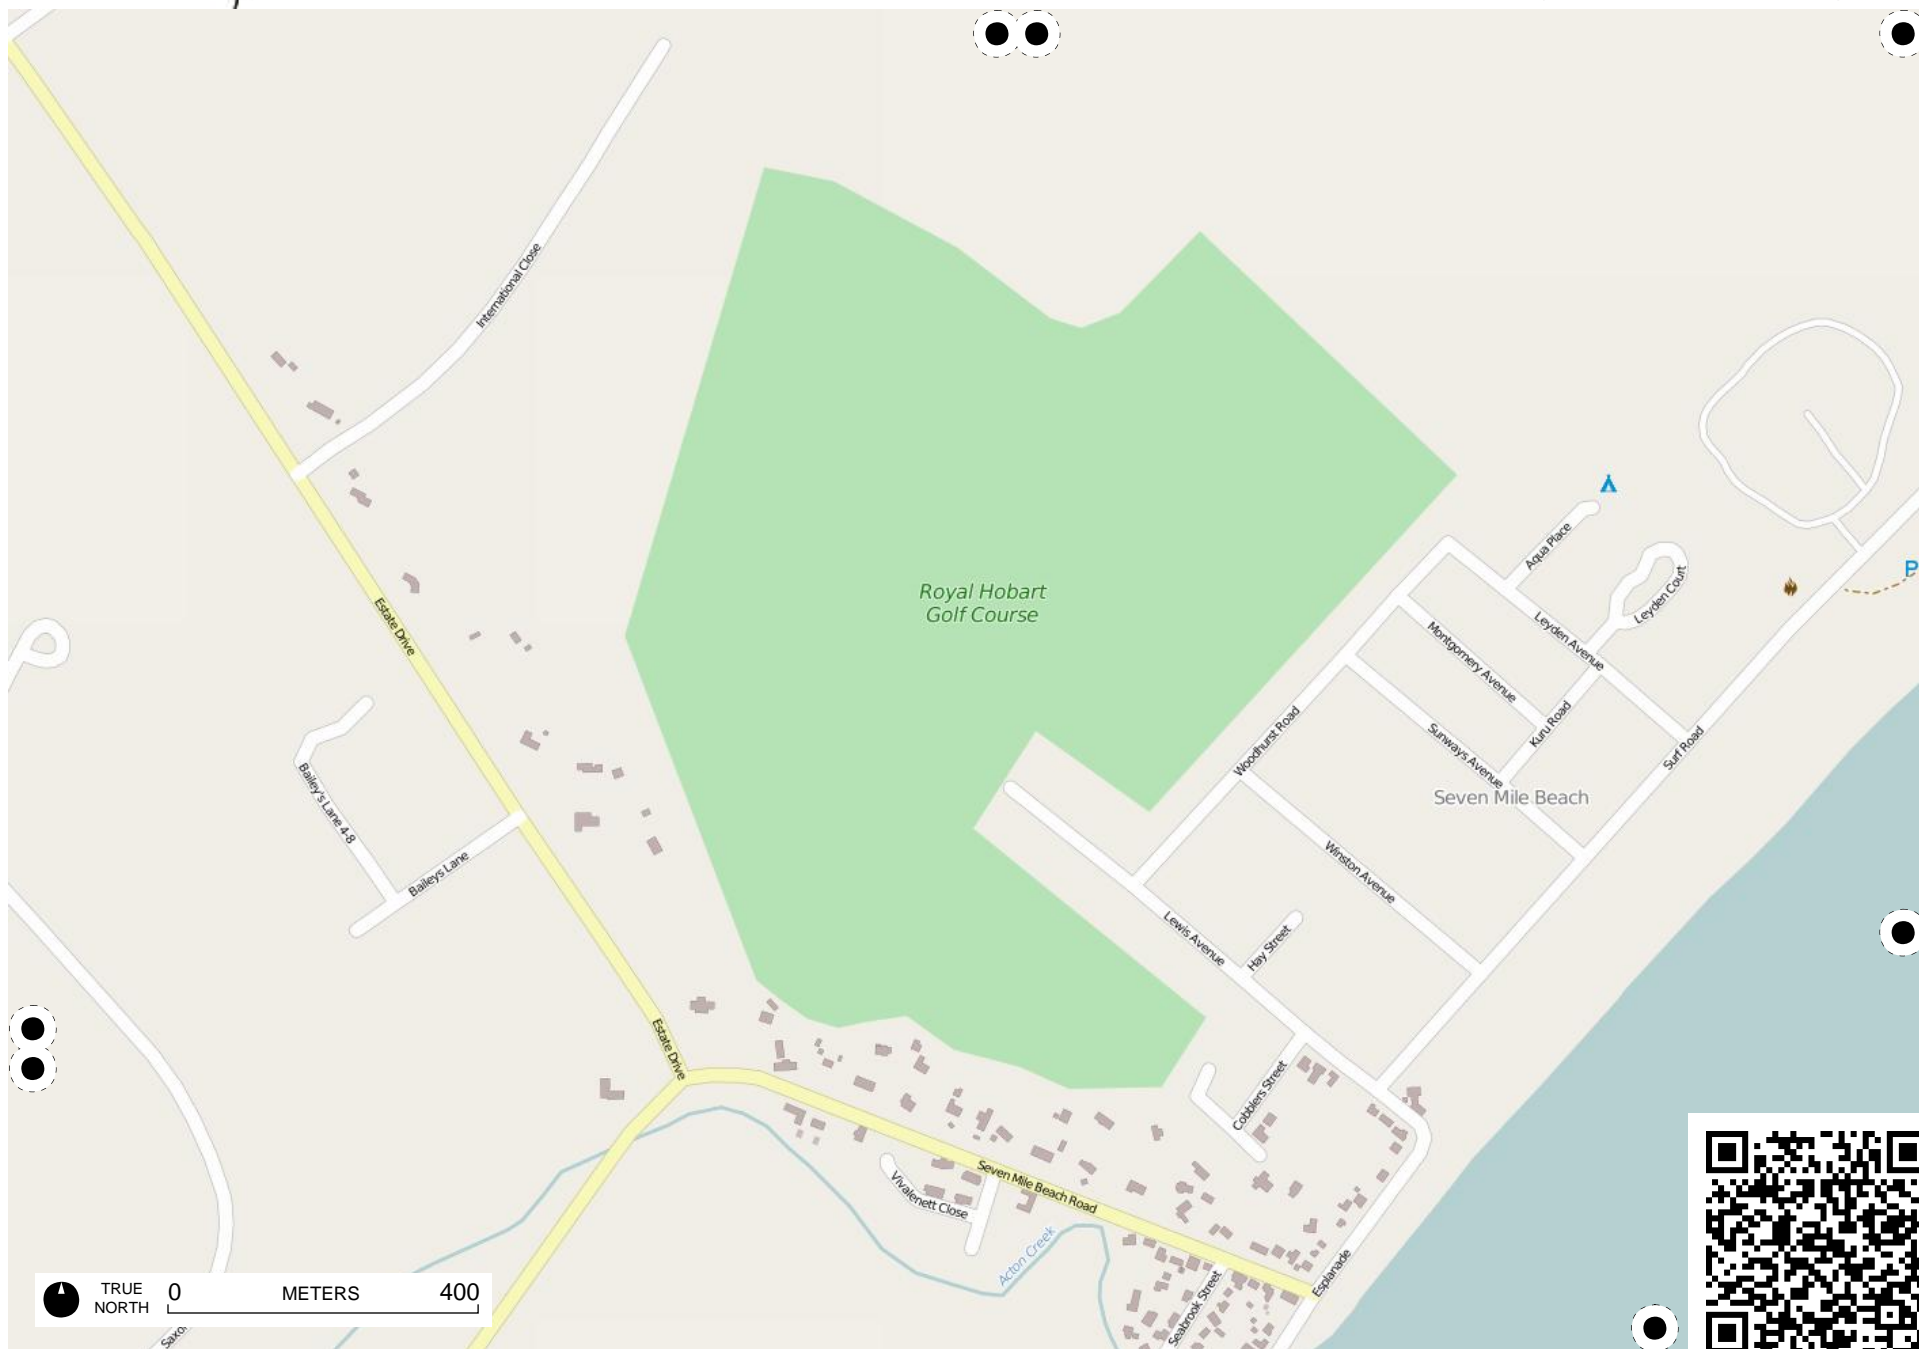 International Close
Estate Drive
Royal Hobart
Golf Course
Aqua Place
Leyden Court
P
Leyden Avenue
Montgomery Avenue
Kuru Road
Sunways Avenue
Woodhurst Road
Surf Road
Seven Mile Beach
Bailey's Lane 4-8
Baileys Lane
Winston Avenue
Lewis Avenue
Hay Street
Estate Drive
Cobblers Street
Seven Mile Beach Road
Vivalenett Close
Acton Creek
Esplanade
Seabrook Street
TRUE
NORTH
0 METERS 400